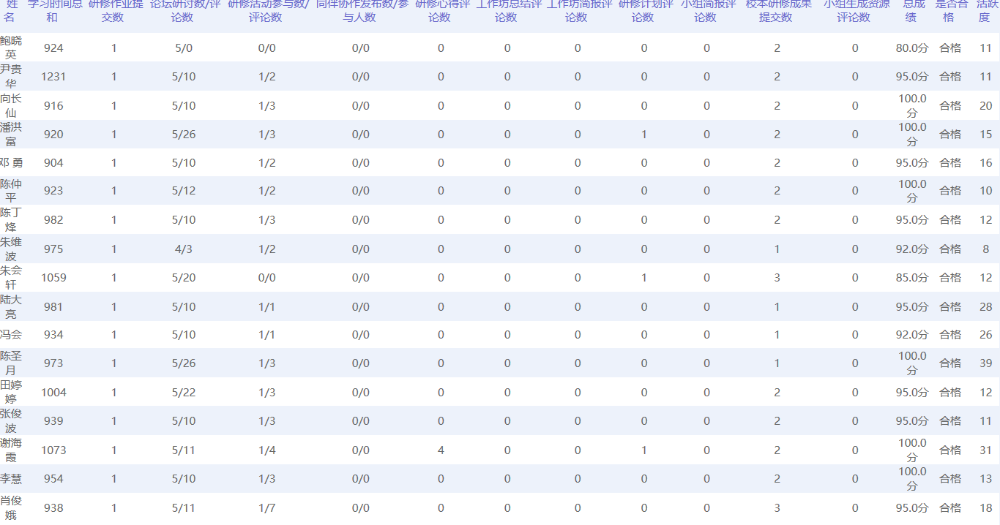 姓名 学习时间总和 研修作业提交数 论坛研讨数/评论数 研修活动参与数/评论数 同伴协作发布数/参与人数 研修心得评论数 工作坊总结评论数 工作坊简报评论数 研修计划评论数 小组简报评论数 校本研修成果提交数 小组生成资源评论数 总成绩 是否合格 活跃度
鲍晓英 924 1 5/0 0/0 0/0 0 0 0 0 0 2 0 80.0分 合格 11
尹贵华 1231 1 5/10 1/2 0/0 0 0 0 0 0 2 0 95.0分 合格 11
向长仙 916 1 5/10 1/3 0/0 0 0 0 0 0 2 0 100.0分 合格 20
潘洪富 920 1 5/26 1/3 0/0 0 0 0 1 0 2 0 100.0分 合格 15
邓 勇 904 1 5/10 1/2 0/0 0 0 0 0 0 2 0 95.0分 合格 16
陈仲平 923 1 5/12 1/2 0/0 0 0 0 0 0 2 0 100.0分 合格 10
陈丁烽 982 1 5/10 1/3 0/0 0 0 0 0 0 2 0 95.0分 合格 12
朱维波 975 1 4/3 1/2 0/0 0 0 0 0 0 1 0 92.0分 合格 8
朱会轩 1059 1 5/20 0/0 0/0 0 0 0 1 0 3 0 85.0分 合格 12
陆大亮 981 1 5/10 1/1 0/0 0 0 0 0 0 1 0 95.0分 合格 28
冯会 934 1 5/10 1/1 0/0 0 0 0 0 0 1 0 92.0分 合格 26
陈圣月 973 1 5/26 1/3 0/0 0 0 0 0 0 1 0 100.0分 合格 39
田婷婷 1004 1 5/22 1/3 0/0 0 0 0 0 0 2 0 95.0分 合格 12
张俊波 939 1 5/10 1/3 0/0 0 0 0 0 0 2 0 95.0分 合格 11
谢海霞 1073 1 5/11 1/4 0/0 4 0 0 1 0 2 0 100.0分 合格 31
李慧 954 1 5/10 1/3 0/0 0 0 0 0 0 2 0 100.0分 合格 13
肖俊娥 938 1 5/11 1/7 0/0 0 0 0 0 0 3 0 95.0分 合格 18